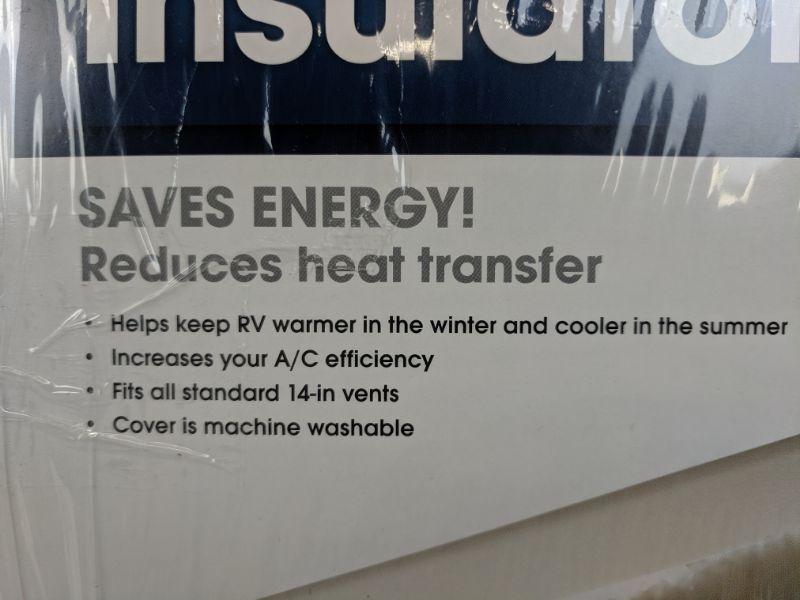 Insulator
SAVES ENERGY!
Reduces heat transfer
• Helps keep RV warmer in the winter and cooler in the summer
• Increases your A/C efficiency
• Fits all standard 14-in vents
• Cover is machine washable